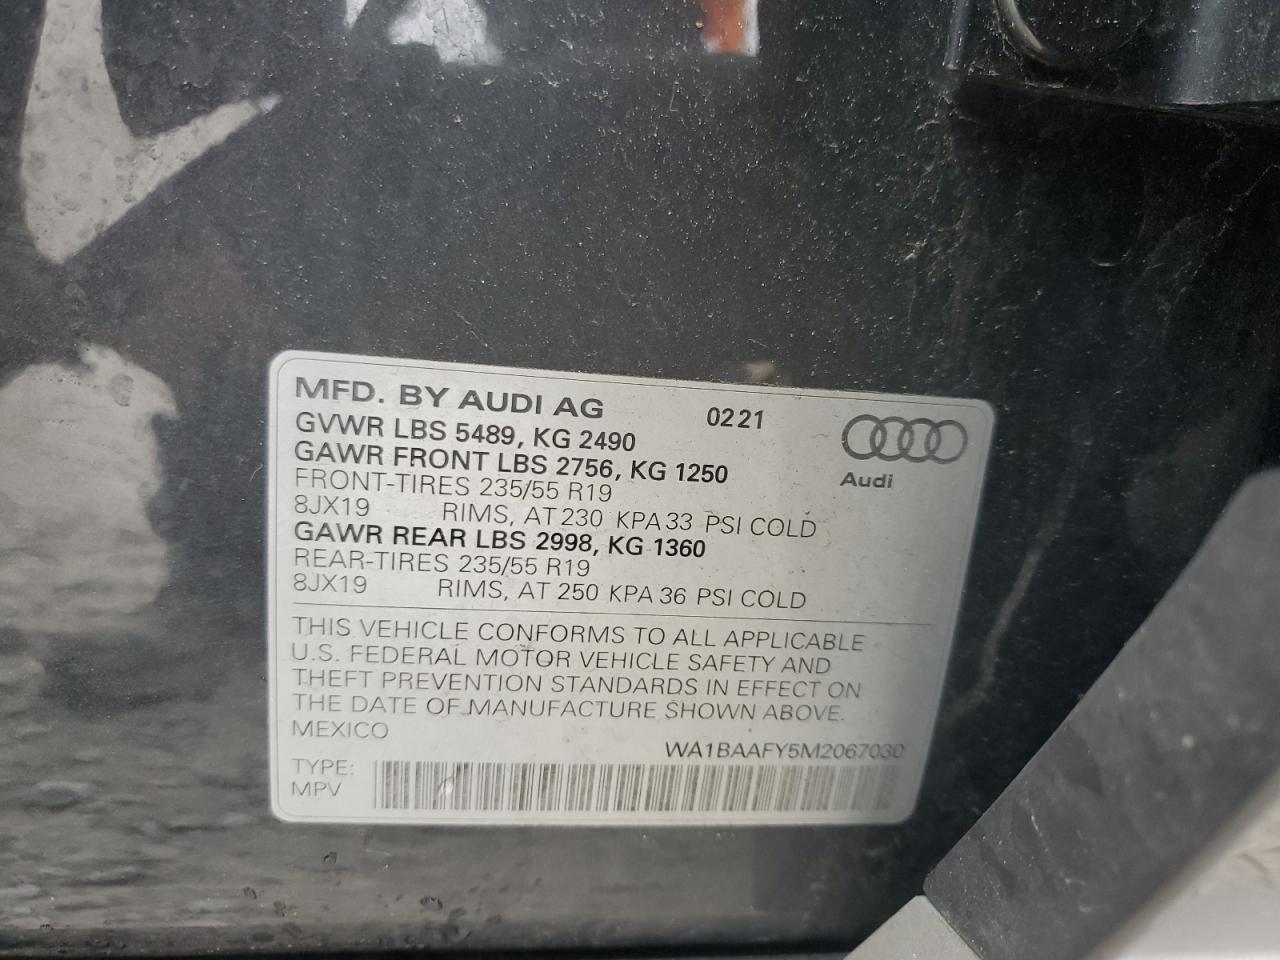 MFD. BY AUDI AG 0221
GVWR LBS 5489, KG 2490
GAWR FRONT LBS 2756, KG 1250
Audi
FRONT-TIRES 235/55 R19
8JX19 RIMS, AT 230 KPA 33 PSI COLD
GAWR REAR LBS 2998, KG 1360
REAR-TIRES 235/55 R19
8JX19 RIMS, AT 250 KPA 36 PSI COLD
THIS VEHICLE CONFORMS TO ALL APPLICABLE
U.S. FEDERAL MOTOR VEHICLE SAFETY AND
THEFT PREVENTION STANDARDS IN EFFECT ON
THE DATE OF MANUFACTURE SHOWN ABOVE.
MEXICO
WA1BAAFY5M2067030
TYPE:
MPV